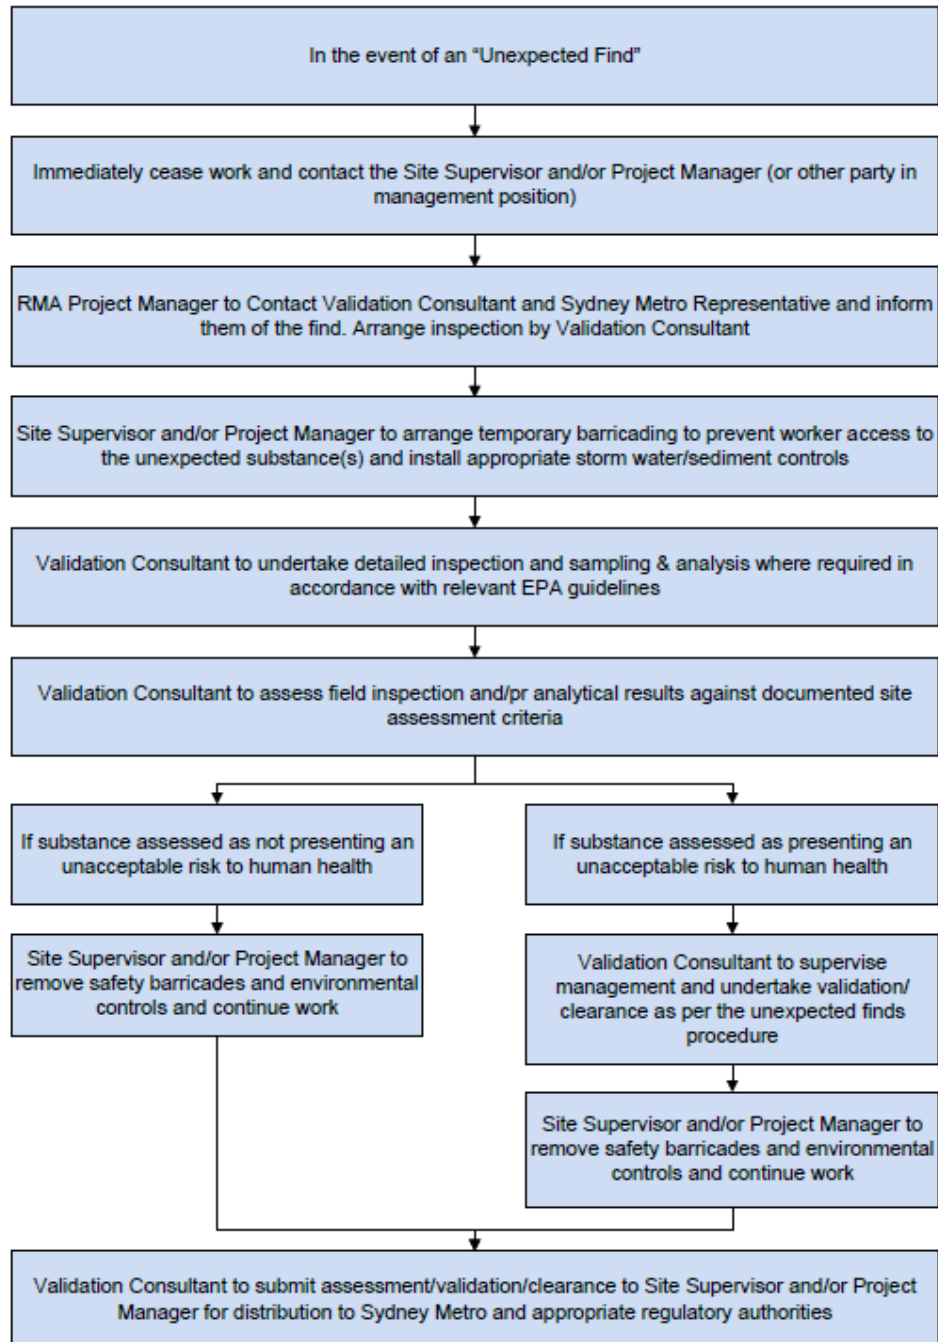 In the event of an “Unexpected Find”
Immediately cease work and contact the Site Supervisor and/or Project Manager (or other party in
management position)
RMA Project Manager to Contact Validation Consultant and Sydney Metro Representative and inform
them of the find. Arrange inspection by Validation Consultant
Site Supervisor and/or Project Manager to arrange temporary barricading to prevent worker access to
the unexpected substance(s) and install appropriate storm water/sediment controls
Validation Consultant to undertake detailed inspection and sampling & analysis where required in
accordance with relevant EPA guidelines
Validation Consultant to assess field inspection and/pr analytical results against documented site
assessment criteria
If substance assessed as not presenting an
unacceptable risk to human health
If substance assessed as presenting an
unacceptable risk to human health
Site Supervisor and/or Project Manager to
remove safety barricades and environmental
controls and continue work
Validation Consultant to supervise
management and undertake validation/
clearance as per the unexpected finds
procedure
Site Supervisor and/or Project Manager to
remove safety barricades and environmental
controls and continue work
Validation Consultant to submit assessment/validation/clearance to Site Supervisor and/or Project
Manager for distribution to Sydney Metro and appropriate regulatory authorities